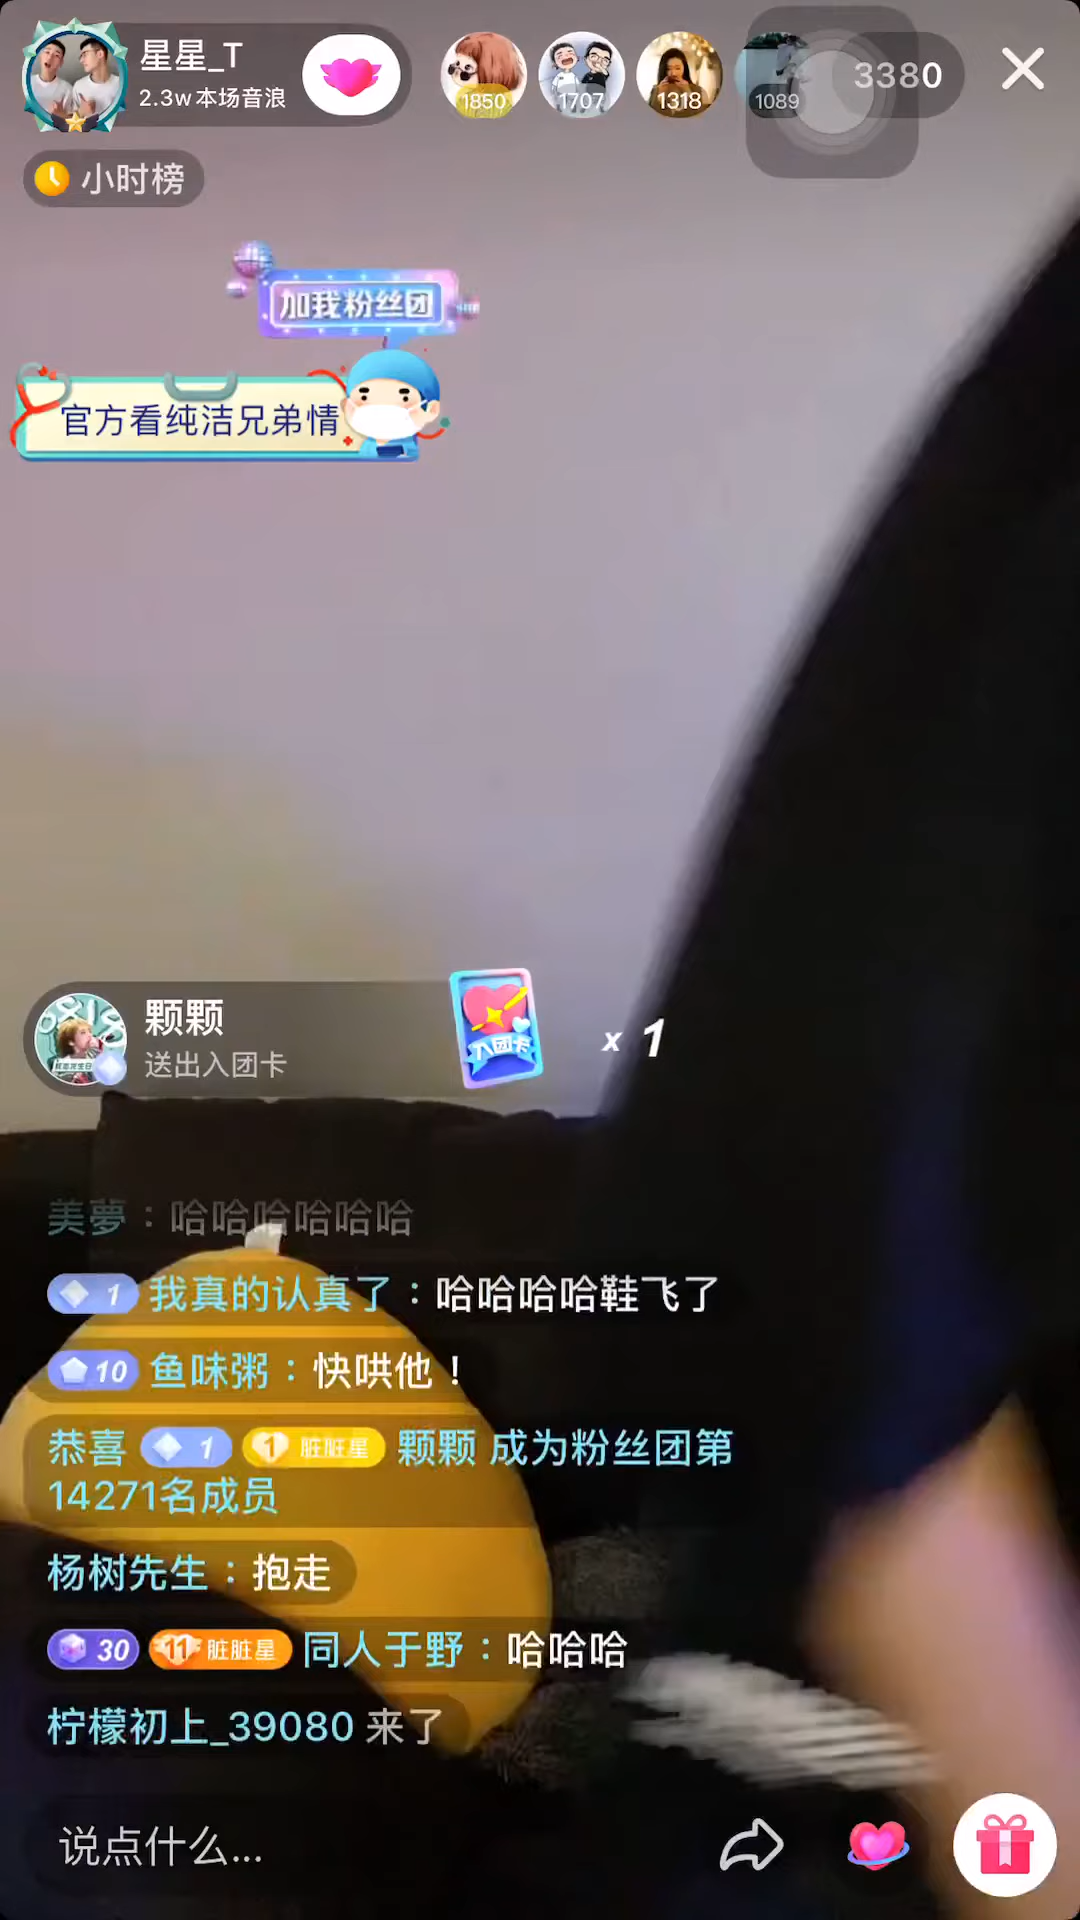 星星_T
2.3w本场音浪
1850
1707
1318
1089
3380
小时榜
加我粉丝团
官方看纯洁兄弟情
颗颗
送出入团卡
入团卡
x 1
美夢：哈哈哈哈哈哈
1 我真的认真了：哈哈哈哈鞋飞了
10 鱼味粥：快哄他！
恭喜 1 1 脏脏星 颗颗 成为粉丝团第
14271名成员
杨树先生：抱走
30 11 脏脏星 同人于野：哈哈哈
柠檬初上_39080 来了
说点什么...